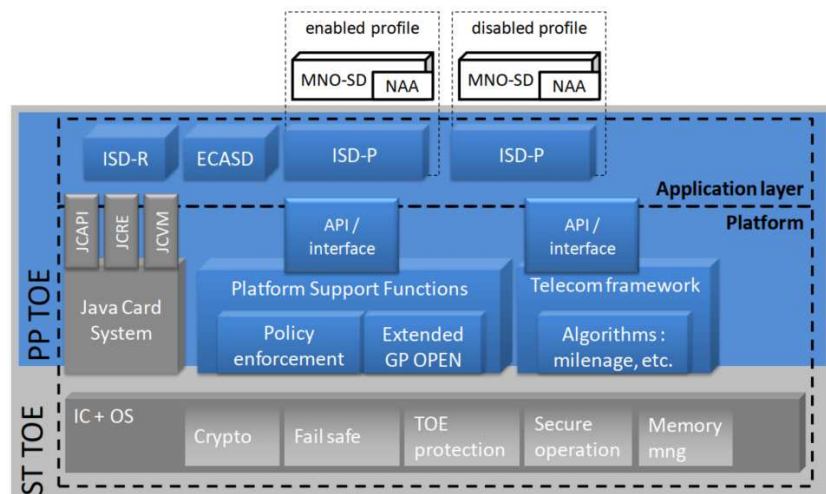 enabled profile
disabled profile
MNO-SD
NAA
MNO-SD
NAA
ISD-R
ECASD
ISD-P
ISD-P
Application layer
Platform
JCAPI
JCRE
JCVM
API /
interface
API /
interface
Java Card
System
Platform Support Functions
Telecom framework
Policy
enforcement
Extended
GP OPEN
Algorithms :
milenage, etc.
PP TOE
ST TOE
IC + OS
Crypto
Fail safe
TOE
protection
Secure
operation
Memory
mng